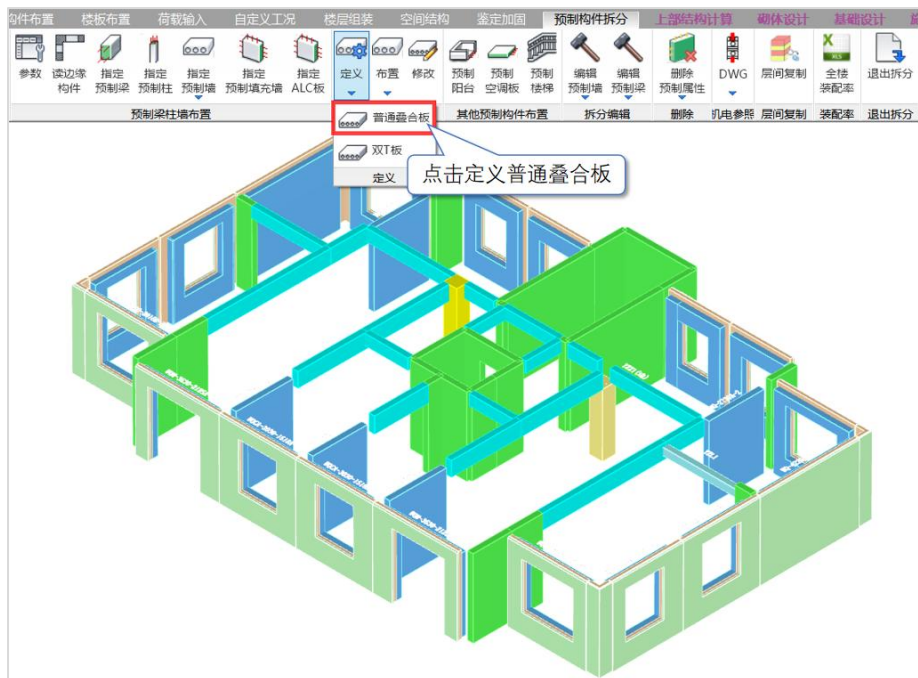 构件布置 楼板布置 荷载输入 自定义工况 楼层组装 空间结构 鉴定加固 预制构件拆分 上部结构计算 砌体设计 基础设计
参数 读边缘构件 指定预制梁 指定预制柱 指定预制墙 指定预制填充墙 指定ALC板 定义 布置 修改 预制阳台 预制空调板 预制楼梯 编辑预制墙 编辑预制梁 删除预制属性 DWG 层间复制 全楼装配率 退出拆分
预制梁柱墙布置 其他预制构件布置 拆分编辑 删除 机电参照 层间复制 装配率 退出拆分
普通叠合板
双T板
定义
点击定义普通叠合板